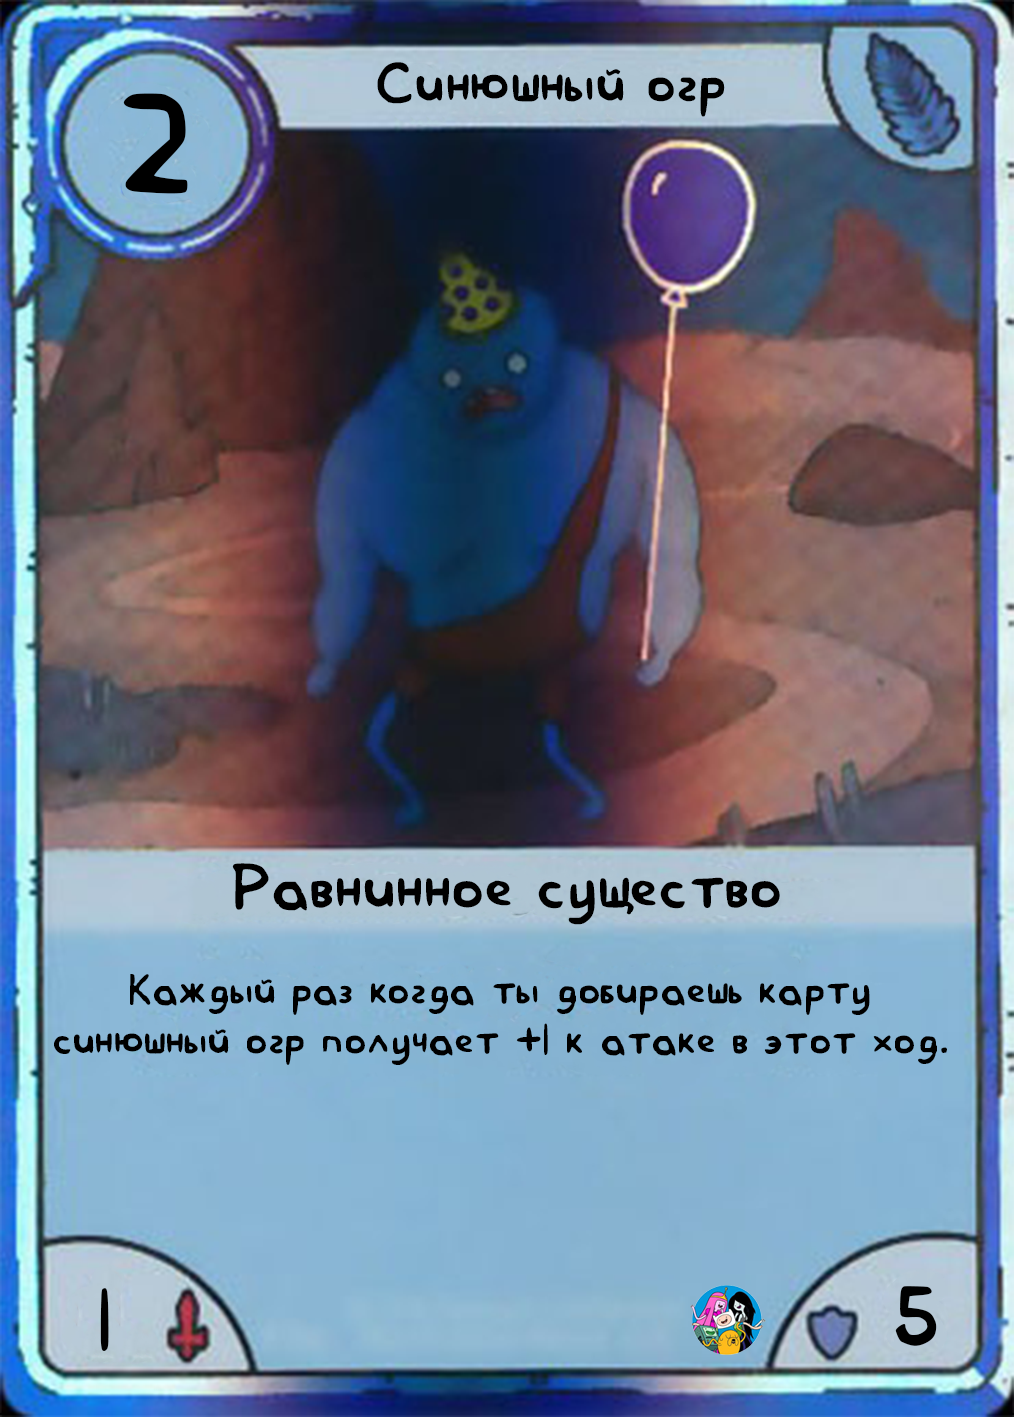 2
Синюшный огр
Равнинное существо
Каждый раз когда ты добираешь карту
синюшный огр получает +1 к атаке в этот ход.
1
5